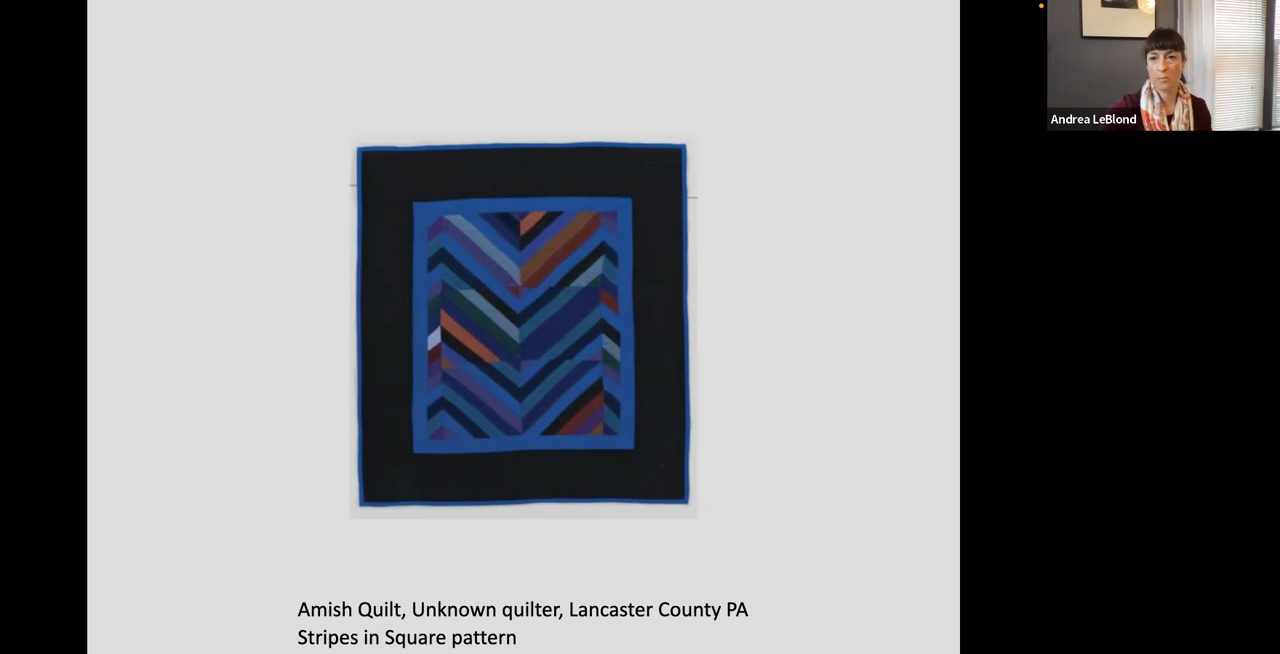 Andrea LeBlond
Amish Quilt, Unknown quilter, Lancaster County PA
Stripes in Square pattern